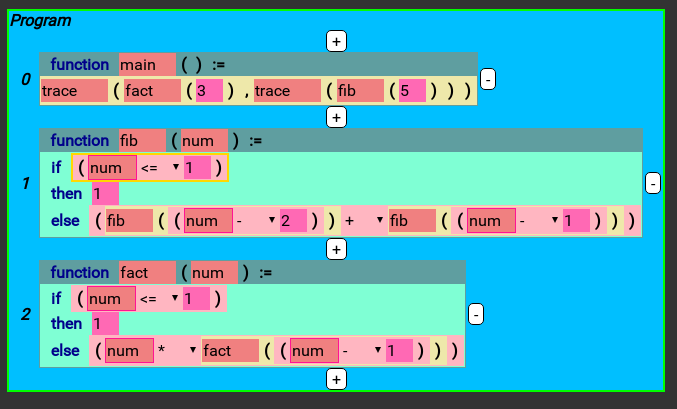 Program
+
function main ( ) :=
0
trace ( fact ( 3 ) , trace ( fib ( 5 ) ) )
-
+
function fib ( num ) :=
if ( num <= ▼ 1 )
1
-
then 1
else ( fib ( ( num - ▼ 2 ) ) + ▼ fib ( ( num - ▼ 1 ) ) )
+
function fact ( num ) :=
if ( num <= ▼ 1 )
2
-
then 1
else ( num * ▼ fact ( ( num - ▼ 1 ) ) )
+